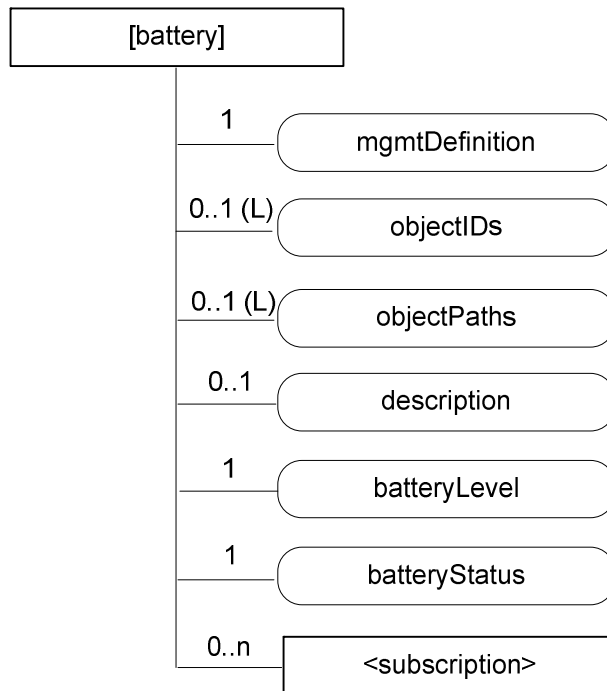 [battery]
1
mgmtDefinition
0..1 (L)
objectIDs
0..1 (L)
objectPaths
0..1
description
1
batteryLevel
1
batteryStatus
0..n
<subscription>